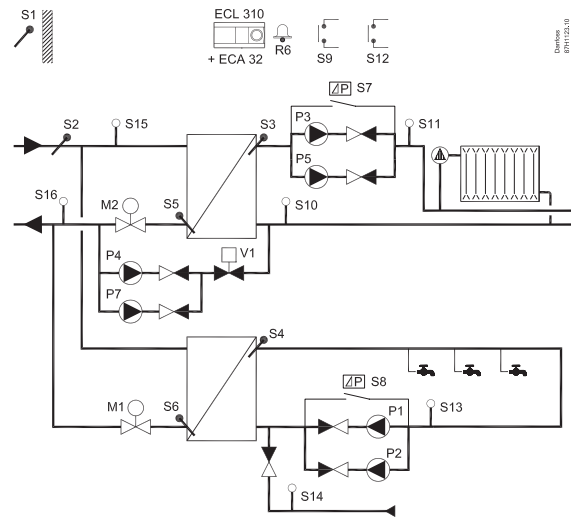 S1
ECL 310
R6
+ ECA 32
S9
S12
Danfoss
87H1123.10
P S7
S2
S15
S3
P3
S11
P5
S16
M2
S5
S10
P4
V1
P7
S4
P S8
M1
S6
P1
S13
P2
S14